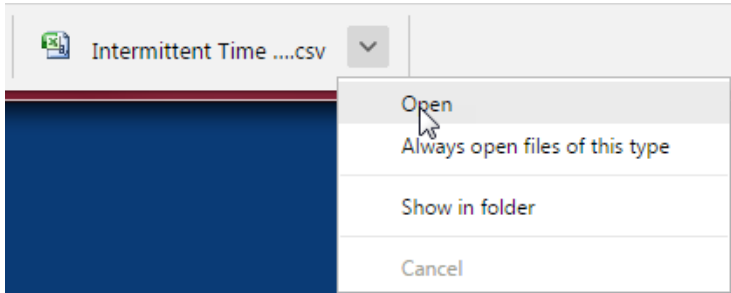 Intermittent Time ....csv
Open
Always open files of this type
Show in folder
Cancel